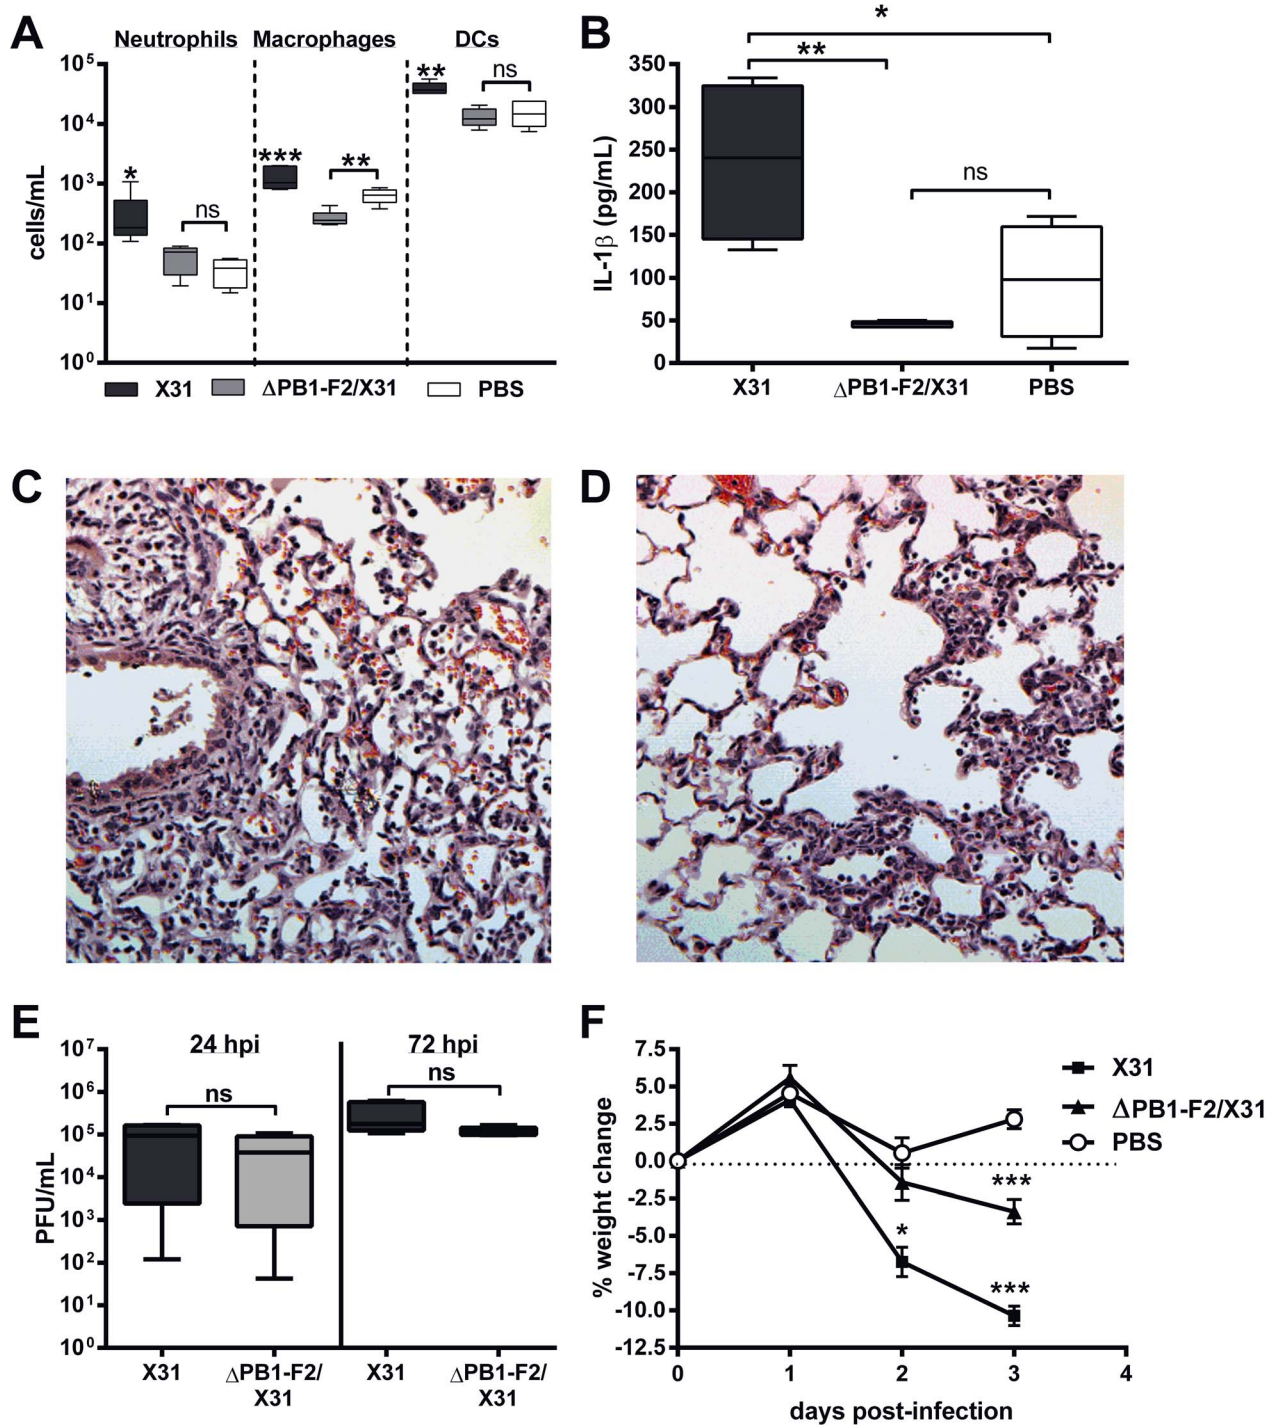 A
Neutrophils Macrophages DCs
cells/mL
10^5
10^4
10^3
10^2
10^1
10^0
* ns *** ** ** ns
X31 ΔPB1-F2/X31 PBS
B
IL-1β (pg/mL)
350
300
250
200
150
100
50
0
*
**
ns
X31 ΔPB1-F2/X31 PBS
C
D
E
24 hpi 72 hpi
PFU/mL
10^7
10^6
10^5
10^4
10^3
10^2
10^1
10^0
ns ns
X31 ΔPB1-F2/ X31 ΔPB1-F2/
X31 X31
F
% weight change
7.5
5.0
2.5
0.0
-2.5
-5.0
-7.5
-10.0
-12.5
X31
ΔPB1-F2/X31
PBS
***
*
***
0 1 2 3 4
days post-infection